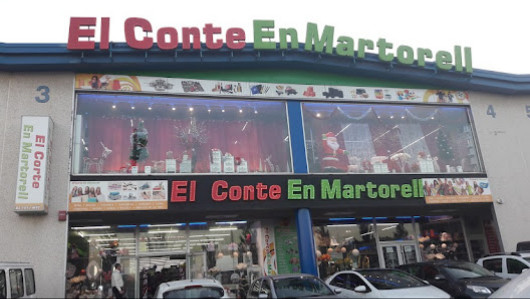 El Conte En Martorell
3
4
El Conte
En Martorell
El Conte En Martorell